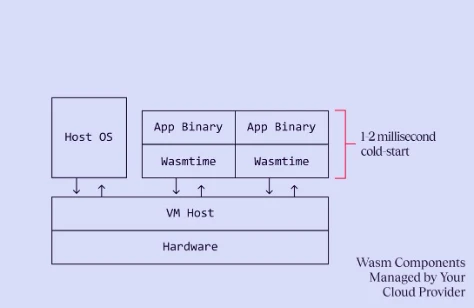 Host OS
App Binary
App Binary
Wasmtime
Wasmtime
1-2 millisecond
cold-start
VM Host
Hardware
Wasm Components
Managed by Your
Cloud Provider